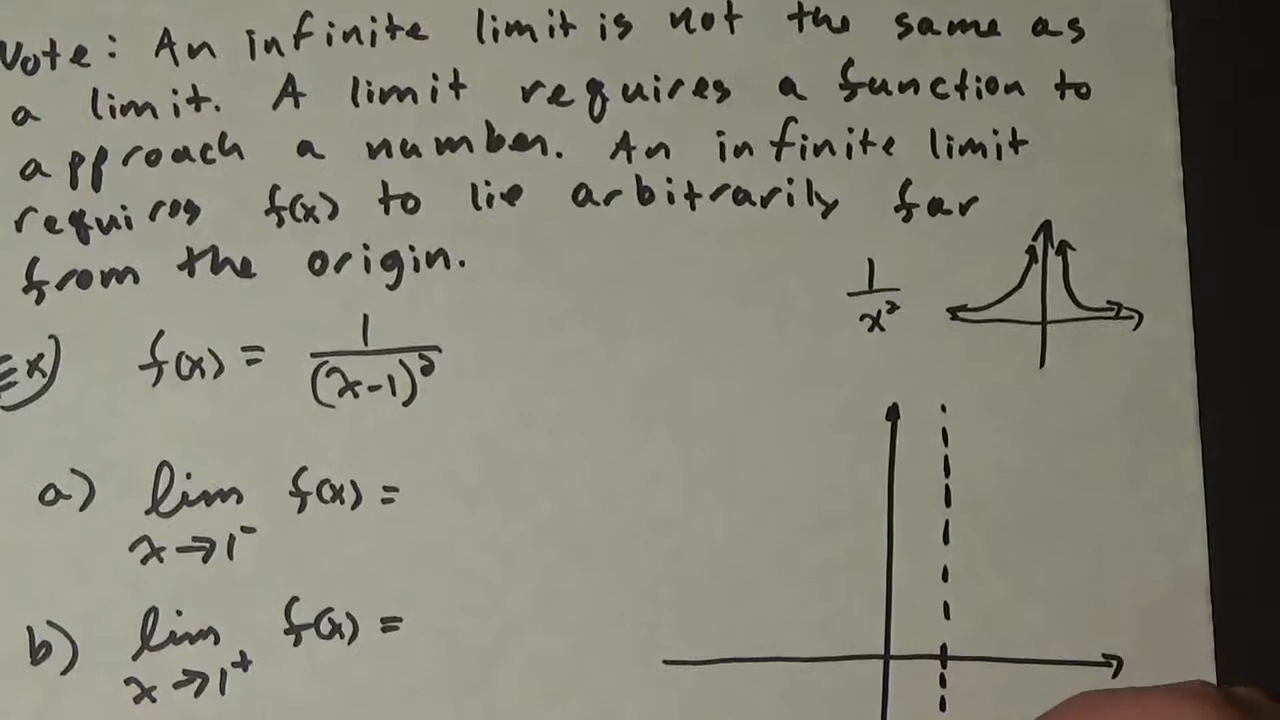 Note: An infinite limit is not the same as
a limit. A limit requires a function to
approach a number. An infinite limit
requires f(x) to lie arbitrarily far
from the origin.
1/x²
Ex) f(x) = 1/(x-1)²
a) lim x→1⁻ f(x) =
b) lim x→1⁺ f(x) =